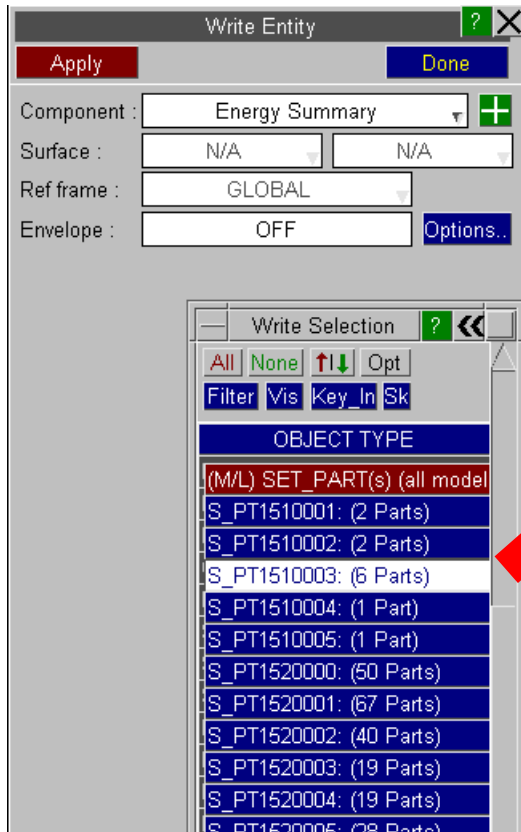 Write Entity ?
Apply Done
Component : Energy Summary
Surface : N/A N/A
Ref frame : GLOBAL
Envelope : OFF Options..
Write Selection ?
All None Opt
Filter Vis Key_In Sk
OBJECT TYPE
(M/L) SET_PART(s) (all model
S_PT1510001: (2 Parts)
S_PT1510002: (2 Parts)
S_PT1510003: (6 Parts)
S_PT1510004: (1 Part)
S_PT1510005: (1 Part)
S_PT1520000: (50 Parts)
S_PT1520001: (67 Parts)
S_PT1520002: (40 Parts)
S_PT1520003: (19 Parts)
S_PT1520004: (19 Parts)
S_PT1520005: (28 Parts)